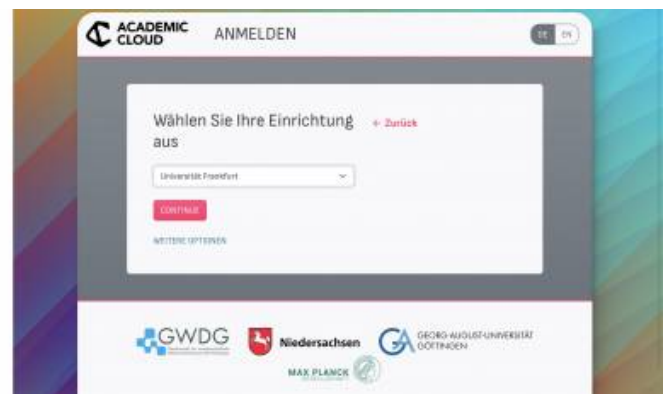 ACADEMIC
CLOUD
ANMELDEN
DE EN
Wählen Sie Ihre Einrichtung
aus
← Zurück
Universität Frankfurt
CONTINUE
WEITERE OPTIONEN
GWDG
Niedersachsen
GEORG-AUGUST-UNIVERSITÄT
GÖTTINGEN
MAX PLANCK